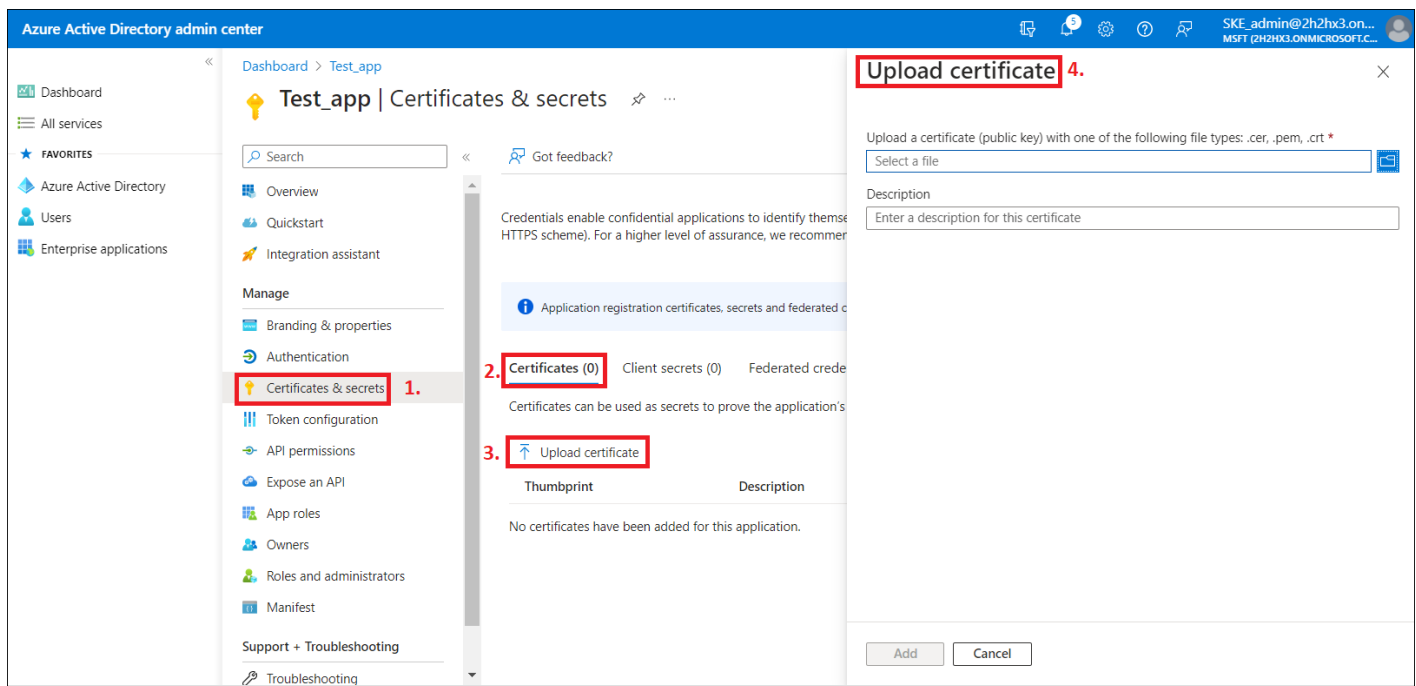 Azure Active Directory admin center
5
SKE_admin@2h2hx3.on...
MSFT (2H2HX3.ONMICROSOFT.C...
Dashboard
All services
FAVORITES
Azure Active Directory
Users
Enterprise applications
Dashboard > Test_app
Test_app | Certificates & secrets
Search
Overview
Quickstart
Integration assistant
Manage
Branding & properties
Authentication
Certificates & secrets 1.
Token configuration
API permissions
Expose an API
App roles
Owners
Roles and administrators
Manifest
Support + Troubleshooting
Troubleshooting
Got feedback?
Credentials enable confidential applications to identify themse
HTTPS scheme). For a higher level of assurance, we recommer
Application registration certificates, secrets and federated c
2. Certificates (0) Client secrets (0) Federated crede
Certificates can be used as secrets to prove the application's
3. Upload certificate
Thumbprint Description
No certificates have been added for this application.
Upload certificate 4.
Upload a certificate (public key) with one of the following file types: .cer, .pem, .crt *
Select a file
Description
Enter a description for this certificate
Add Cancel